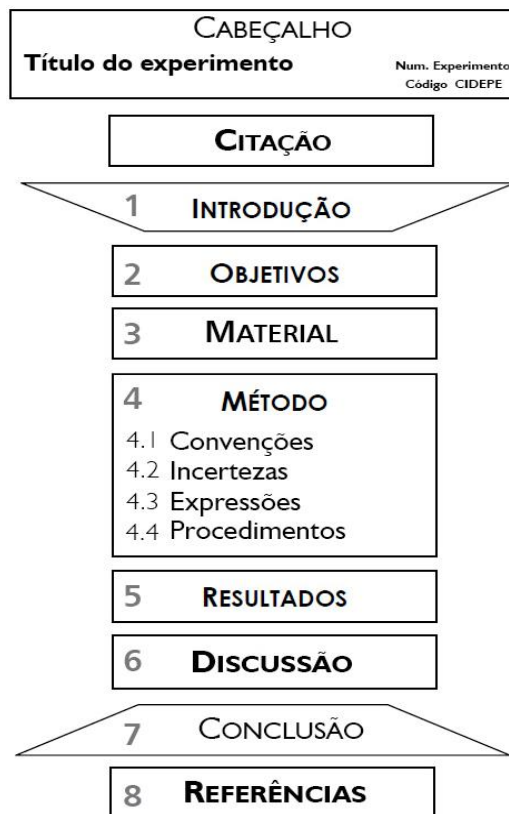 CABEÇALHO
Título do experimento
Num. Experimento
Código CIDEPE
CITAÇÃO
1 INTRODUÇÃO
2 OBJETIVOS
3 MATERIAL
4 MÉTODO
4.1 Convenções
4.2 Incertezas
4.3 Expressões
4.4 Procedimentos
5 RESULTADOS
6 DISCUSSÃO
7 CONCLUSÃO
8 REFERÊNCIAS